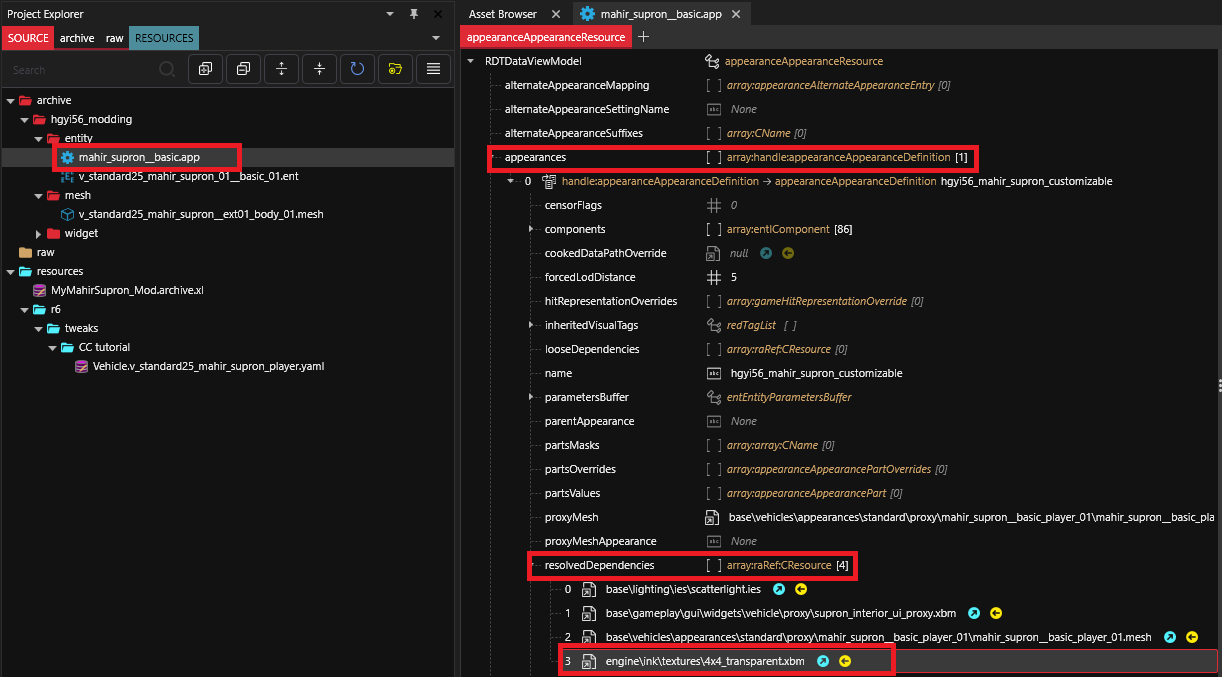 Project Explorer
SOURCE archive raw RESOURCES
Search
archive
hgyi56_modding
entity
mahir_supron__basic.app
v_standard25_mahir_supron_01__basic_01.ent
mesh
v_standard25_mahir_supron__ext01_body_01.mesh
widget
raw
resources
MyMahirSupron_Mod.archive.xl
r6
tweaks
CC tutorial
Vehicle.v_standard25_mahir_supron_player.yaml
Asset Browser mahir_supron__basic.app
appearanceAppearanceResource
RDTDataViewModel appearanceAppearanceResource
alternateAppearanceMapping [ ] array:appearanceAlternateAppearanceEntry [0]
alternateAppearanceSettingName abc None
alternateAppearanceSuffixes [ ] array:CName [0]
appearances [ ] array:handle:appearanceAppearanceDefinition [1]
0 handle:appearanceAppearanceDefinition → appearanceAppearanceDefinition hgyi56_mahir_supron_customizable
censorFlags 0
components [ ] array:entIComponent [86]
cookedDataPathOverride null
forcedLodDistance 5
hitRepresentationOverrides [ ] array:gameHitRepresentationOverride [0]
inheritedVisualTags redTagList [ ]
looseDependencies [ ] array:raRef:CResource [0]
name abc hgyi56_mahir_supron_customizable
parametersBuffer entEntityParametersBuffer
parentAppearance abc None
partsMasks [ ] array:array:CName [0]
partsOverrides [ ] array:appearanceAppearancePartOverrides [0]
partsValues [ ] array:appearanceAppearancePart [0]
proxyMesh base\vehicles\appearances\standard\proxy\mahir_supron__basic_player_01\mahir_supron__basic_pla
proxyMeshAppearance abc None
resolvedDependencies [ ] array:raRef:CResource [4]
0 base\lighting\ies\scatterlight.ies
1 base\gameplay\gui\widgets\vehicle\proxy\supron_interior_ui_proxy.xbm
2 base\vehicles\appearances\standard\proxy\mahir_supron__basic_player_01\mahir_supron__basic_player_01.mesh
3 engine\ink\textures\4x4_transparent.xbm